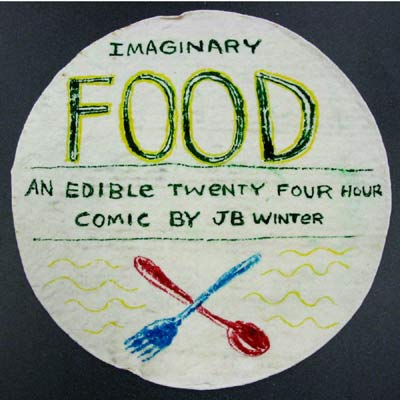 IMAGINARY
FOOD
AN EDIBLE TWENTY FOUR HOUR
COMIC BY JB WINTER